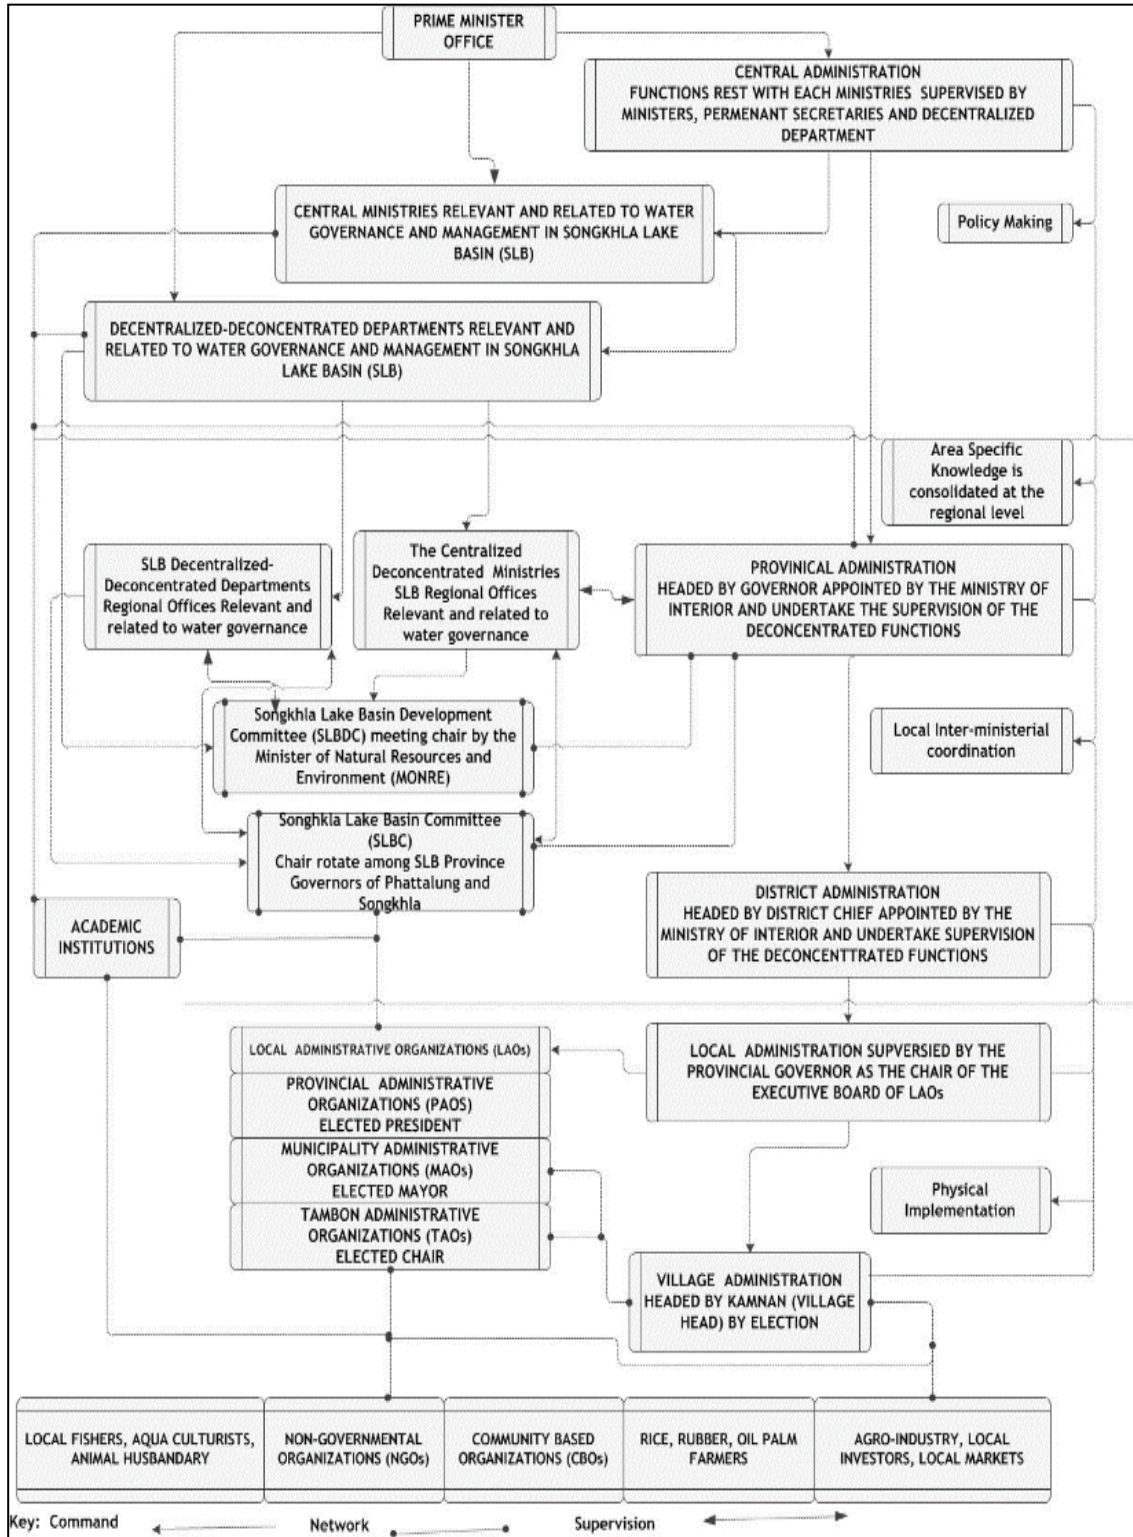 PRIME MINISTER
OFFICE
CENTRAL ADMINISTRATION
FUNCTIONS REST WITH EACH MINISTRIES SUPERVISED BY
MINISTERS, PERMENANT SECRETARIES AND DECENTRALIZED
DEPARTMENT
CENTRAL MINISTRIES RELEVANT AND RELATED TO WATER
GOVERNANCE AND MANAGEMENT IN SONGKHLA LAKE
BASIN (SLB)
Policy Making
DECENTRALIZED-DECONCENTRATED DEPARTMENTS RELEVANT AND
RELATED TO WATER GOVERNANCE AND MANAGEMENT IN SONGKHLA
LAKE BASIN (SLB)
Area Specific
Knowledge is
consolidated at the
regional level
SLB Decentralized-
Deconcentrated Departments
Regional Offices Relevant and
related to water governance
The Centralized
Deconcentrated Ministries
SLB Regional Offices
Relevant and related to
water governance
PROVINICAL ADMINISTRATION
HEADED BY GOVERNOR APPOINTED BY THE MINISTRY OF
INTERIOR AND UNDERTAKE THE SUPERVISION OF THE
DECONCENTRATED FUNCTIONS
Songkhla Lake Basin Development
Committee (SLBDC) meeting chair by the
Minister of Natural Resources and
Environment (MONRE)
Local Inter-ministerial
coordination
Songhkla Lake Basin Committee
(SLBC)
Chair rotate among SLB Province
Governors of Phattalung and
Songkhla
ACADEMIC
INSTITUTIONS
DISTRICT ADMINISTRATION
HEADED BY DISTRICT CHIEF APPOINTED BY THE
MINISTRY OF INTERIOR AND UNDERTAKE SUPERVISION
OF THE DECONCENTTRATED FUNCTIONS
LOCAL ADMINISTRATIVE ORGANIZATIONS (LAOs)
PROVINCIAL ADMINISTRATIVE
ORGANIZATIONS (PAOS)
ELECTED PRESIDENT
MUNICIPALITY ADMINISTRATIVE
ORGANIZATIONS (MAOs)
ELECTED MAYOR
TAMBON ADMINISTRATIVE
ORGANIZATIONS (TAOs)
ELECTED CHAIR
LOCAL ADMINISTRATION SUPVERSIED BY THE
PROVINCIAL GOVERNOR AS THE CHAIR OF THE
EXECUTIVE BOARD OF LAOs
Physical
Implementation
VILLAGE ADMINISTRATION
HEADED BY KAMNAN (VILLAGE
HEAD) BY ELECTION
LOCAL FISHERS, AQUA CULTURISTS,
ANIMAL HUSBANDARY
NON-GOVERNMENTAL
ORGANIZATIONS (NGOs)
COMMUNITY BASED
ORGANIZATIONS (CBOs)
RICE, RUBBER, OIL PALM
FARMERS
AGRO-INDUSTRY, LOCAL
INVESTORS, LOCAL MARKETS
Key: Command Network Supervision